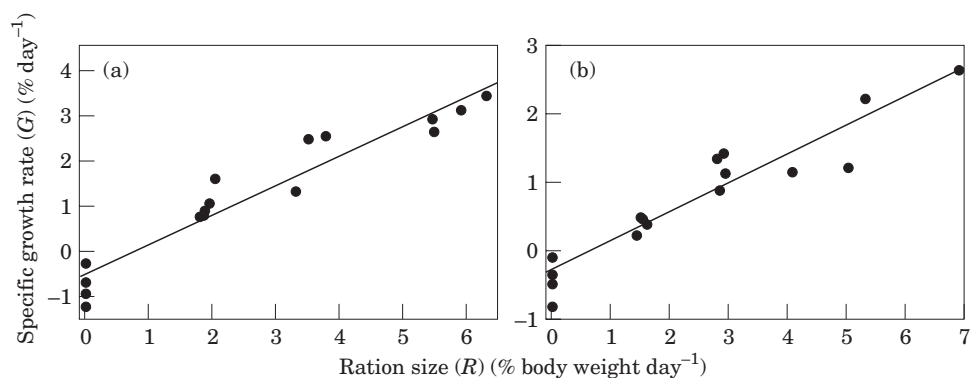 Specific growth rate (G) (% day⁻¹)
(a)
4
3
2
1
0
−1
0 1 2 3 4 5 6
(b)
3
2
1
0
−1
0 1 2 3 4 5 6 7
Ration size (R) (% body weight day⁻¹)